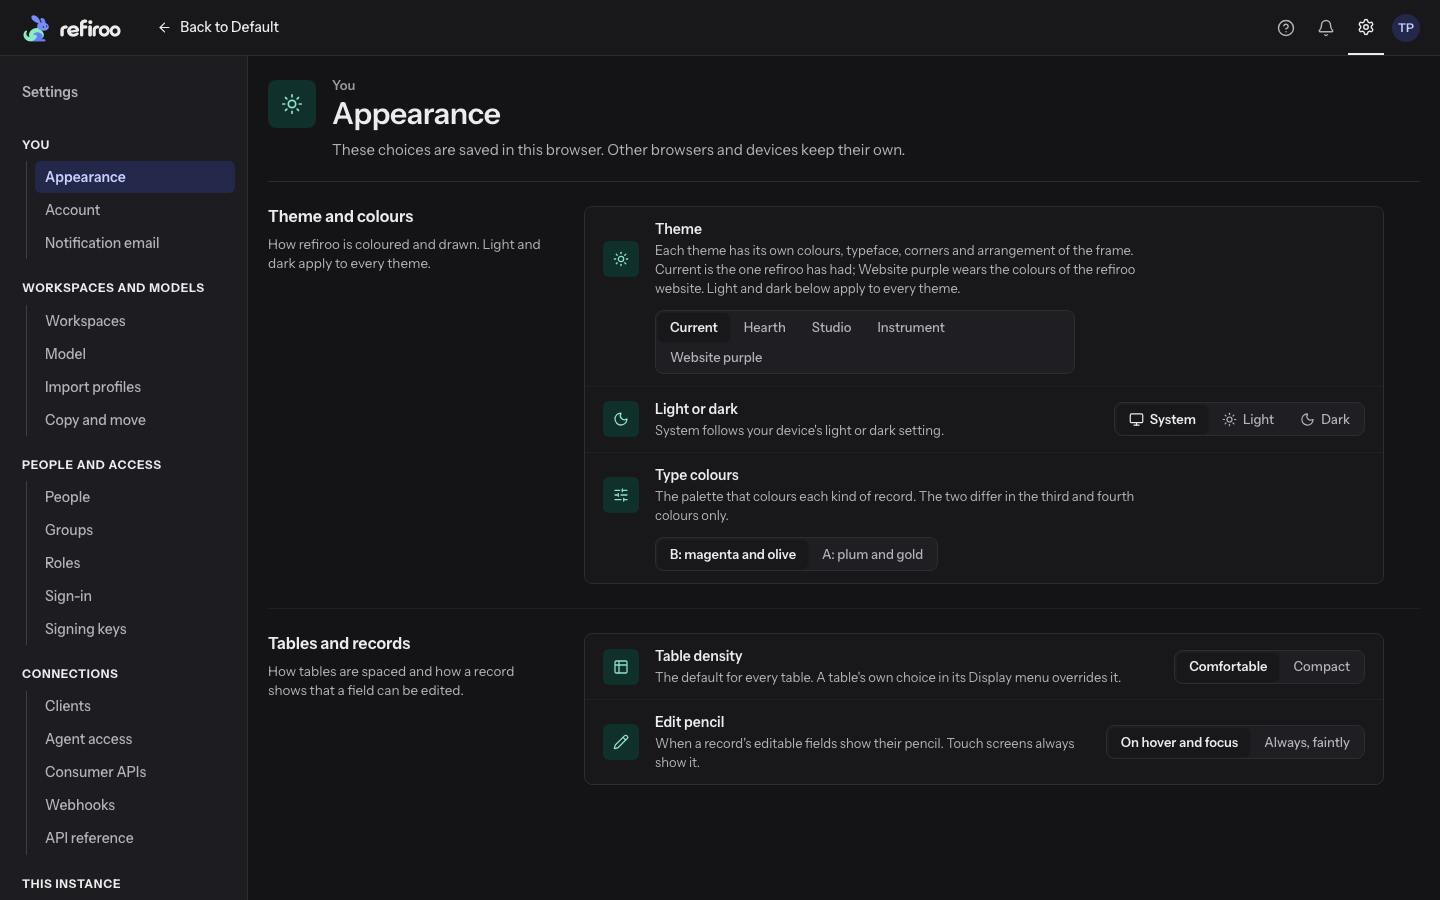 refiroo
Back to Default
TP
Settings
YOU
Appearance
Account
Notification email
WORKSPACES AND MODELS
Workspaces
Model
Import profiles
Copy and move
PEOPLE AND ACCESS
People
Groups
Roles
Sign-in
Signing keys
CONNECTIONS
Clients
Agent access
Consumer APIs
Webhooks
API reference
THIS INSTANCE
You
Appearance
These choices are saved in this browser. Other browsers and devices keep their own.
Theme and colours
How refiroo is coloured and drawn. Light and
dark apply to every theme.
Theme
Each theme has its own colours, typeface, corners and arrangement of the frame.
Current is the one refiroo has had; Website purple wears the colours of the refiroo
website. Light and dark below apply to every theme.
Current Hearth Studio Instrument
Website purple
Light or dark
System follows your device's light or dark setting.
System Light Dark
Type colours
The palette that colours each kind of record. The two differ in the third and fourth
colours only.
B: magenta and olive A: plum and gold
Tables and records
How tables are spaced and how a record
shows that a field can be edited.
Table density
The default for every table. A table's own choice in its Display menu overrides it.
Comfortable Compact
Edit pencil
When a record's editable fields show their pencil. Touch screens always
show it.
On hover and focus Always, faintly